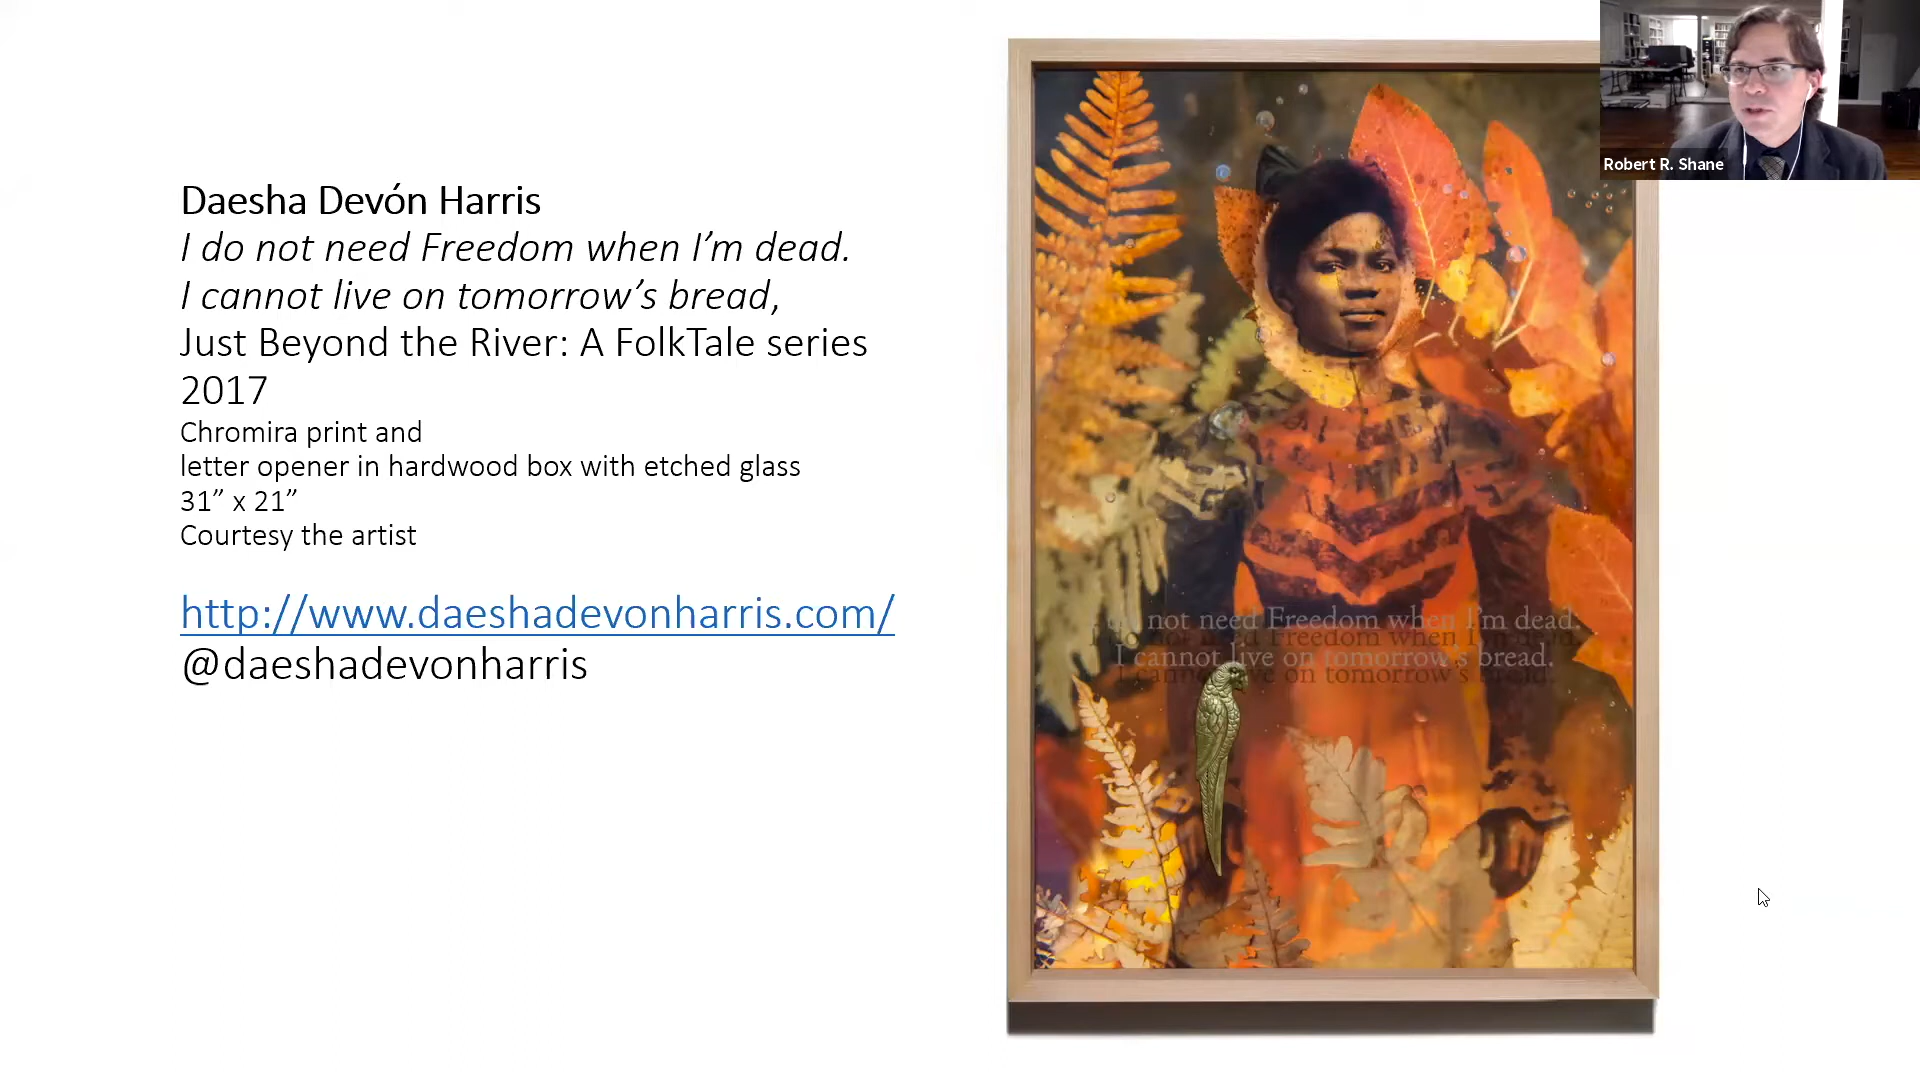 Daesha Devón Harris
I do not need Freedom when I’m dead.
I cannot live on tomorrow’s bread,
Just Beyond the River: A FolkTale series
2017
Chromira print and
letter opener in hardwood box with etched glass
31” x 21”
Courtesy the artist
http://www.daeshadevonharris.com/
@daeshadevonharris
Robert R. Shane
I do not need Freedom when I'm dead.
I cannot live on tomorrow's bread.